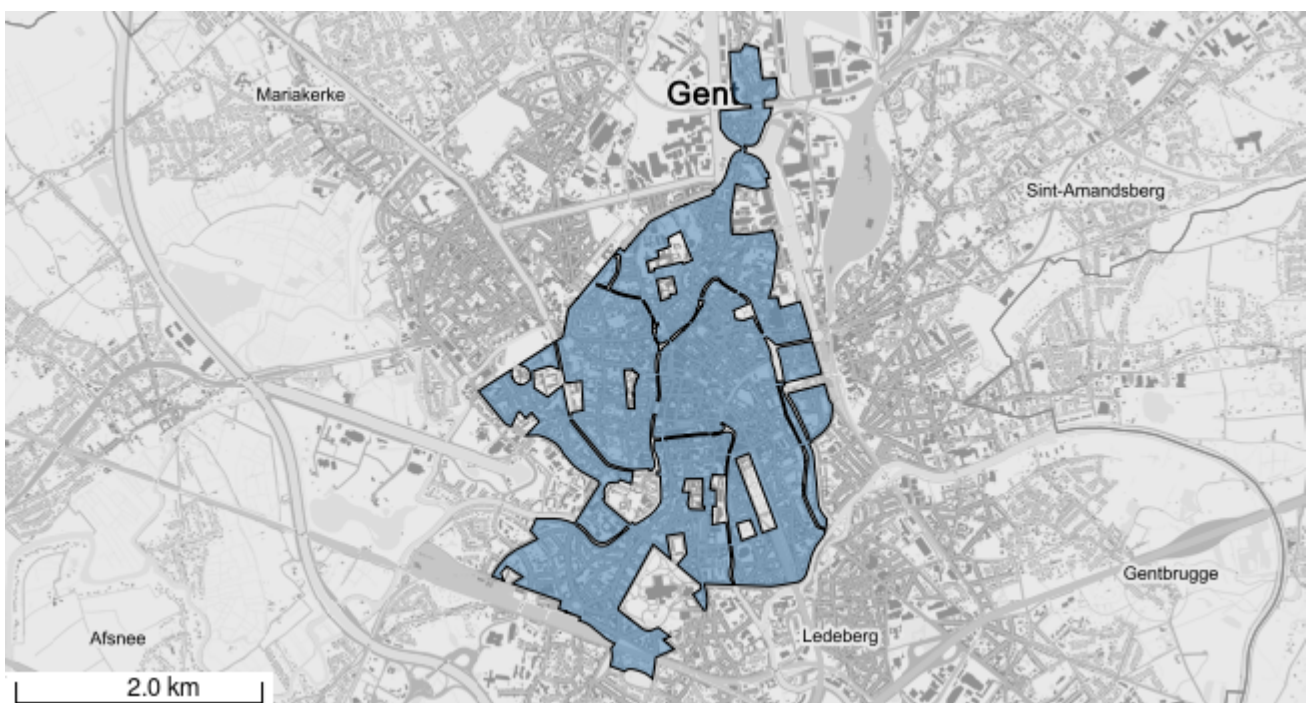 Gent
Mariakerke
Sint-Amandsberg
Gentbrugge
Afsnee
Ledeberg
2.0 km